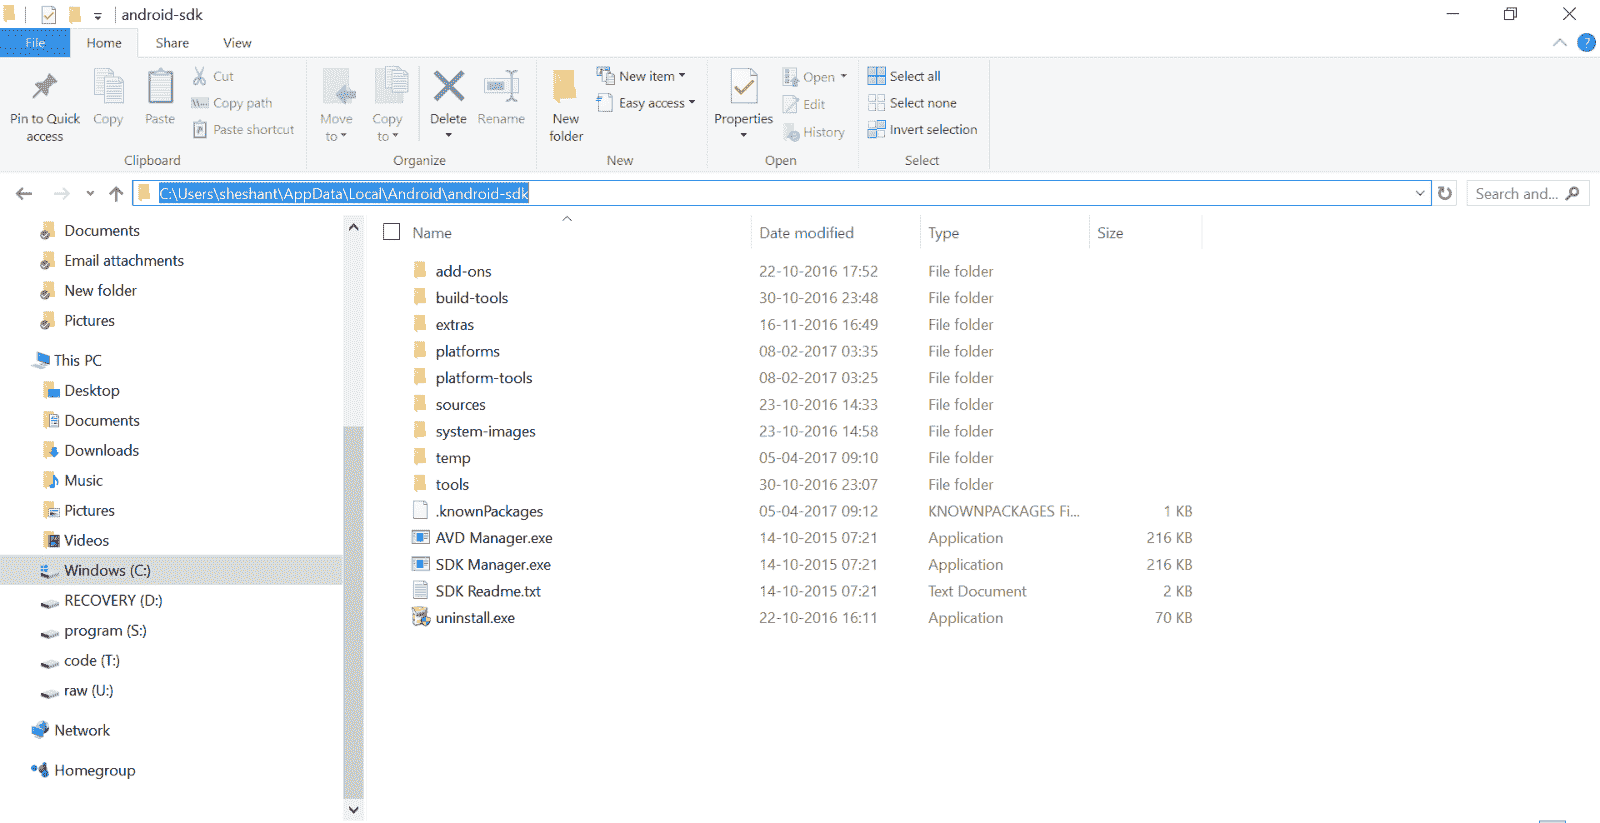 android-sdk
File Home Share View
Pin to Quick access
Copy
Paste
Cut
Copy path
Paste shortcut
Clipboard
Move to
Copy to
Delete
Rename
Organize
New folder
New item
Easy access
New
Properties
Open
Edit
History
Open
Select all
Select none
Invert selection
Select
C:\Users\sheshant\AppData\Local\Android\android-sdk
Search and...
Documents
Email attachments
New folder
Pictures
This PC
Desktop
Documents
Downloads
Music
Pictures
Videos
Windows (C:)
RECOVERY (D:)
program (S:)
code (T:)
raw (U:)
Network
Homegroup
Name Date modified Type Size
add-ons 22-10-2016 17:52 File folder
build-tools 30-10-2016 23:48 File folder
extras 16-11-2016 16:49 File folder
platforms 08-02-2017 03:35 File folder
platform-tools 08-02-2017 03:25 File folder
sources 23-10-2016 14:33 File folder
system-images 23-10-2016 14:58 File folder
temp 05-04-2017 09:10 File folder
tools 30-10-2016 23:07 File folder
.knownPackages 05-04-2017 09:12 KNOWNPACKAGES Fi... 1 KB
AVD Manager.exe 14-10-2015 07:21 Application 216 KB
SDK Manager.exe 14-10-2015 07:21 Application 216 KB
SDK Readme.txt 14-10-2015 07:21 Text Document 2 KB
uninstall.exe 22-10-2016 16:11 Application 70 KB